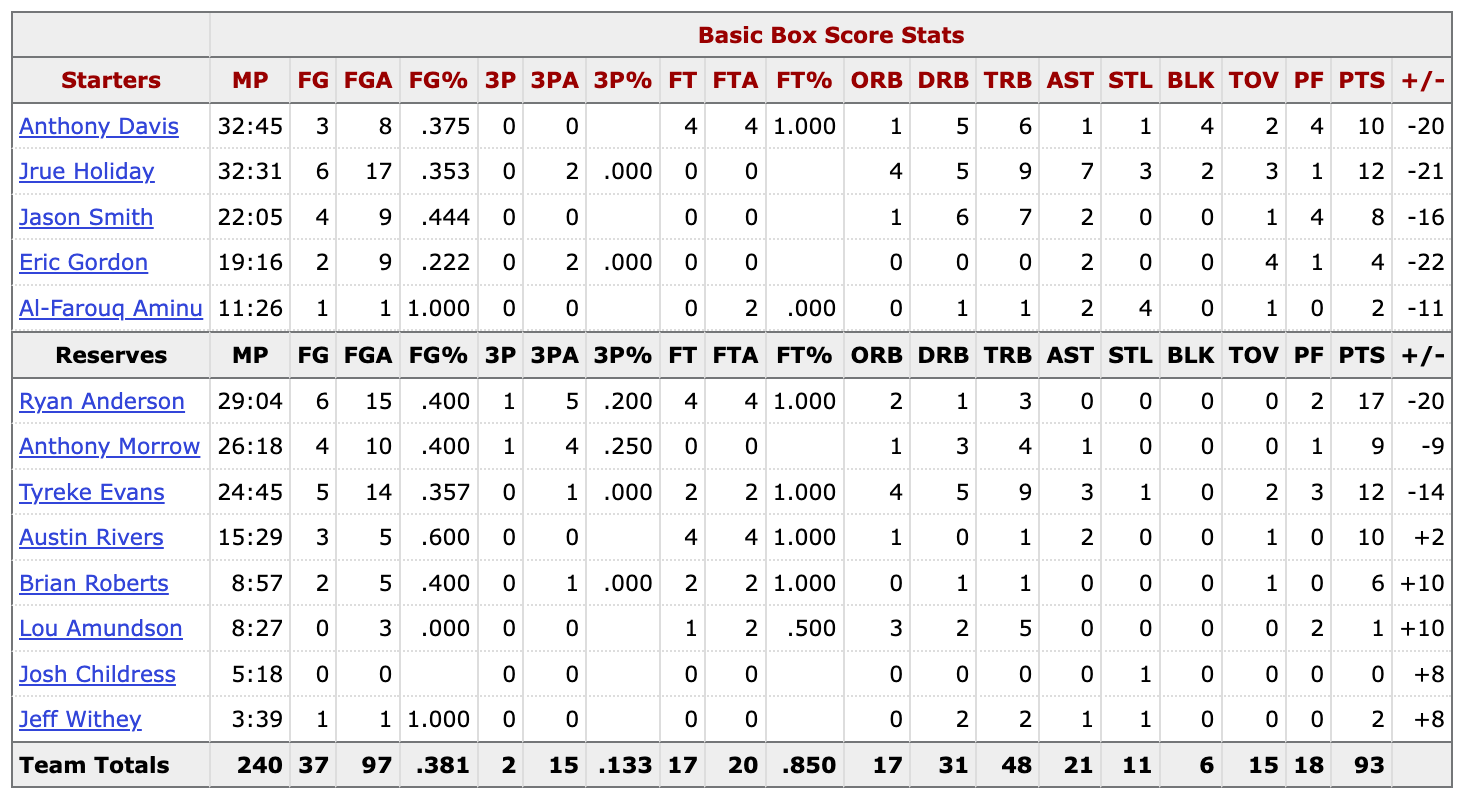 Basic Box Score Stats
Starters MP FG FGA FG% 3P 3PA 3P% FT FTA FT% ORB DRB TRB AST STL BLK TOV PF PTS +/-
Anthony Davis 32:45 3 8 .375 0 0 4 4 1.000 1 5 6 1 1 4 2 4 10 -20
Jrue Holiday 32:31 6 17 .353 0 2 .000 0 0 4 5 9 7 3 2 3 1 12 -21
Jason Smith 22:05 4 9 .444 0 0 0 0 1 6 7 2 0 0 1 4 8 -16
Eric Gordon 19:16 2 9 .222 0 2 .000 0 0 0 0 0 2 0 0 4 1 4 -22
Al-Farouq Aminu 11:26 1 1 1.000 0 0 0 2 .000 0 1 1 2 4 0 1 0 2 -11
Reserves MP FG FGA FG% 3P 3PA 3P% FT FTA FT% ORB DRB TRB AST STL BLK TOV PF PTS +/-
Ryan Anderson 29:04 6 15 .400 1 5 .200 4 4 1.000 2 1 3 0 0 0 0 2 17 -20
Anthony Morrow 26:18 4 10 .400 1 4 .250 0 0 1 3 4 1 0 0 0 1 9 -9
Tyreke Evans 24:45 5 14 .357 0 1 .000 2 2 1.000 4 5 9 3 1 0 2 3 12 -14
Austin Rivers 15:29 3 5 .600 0 0 4 4 1.000 1 0 1 2 0 0 1 0 10 +2
Brian Roberts 8:57 2 5 .400 0 1 .000 2 2 1.000 0 1 1 0 0 0 1 0 6 +10
Lou Amundson 8:27 0 3 .000 0 0 1 2 .500 3 2 5 0 0 0 0 2 1 +10
Josh Childress 5:18 0 0 0 0 0 0 0 0 0 0 1 0 0 0 0 +8
Jeff Withey 3:39 1 1 1.000 0 0 0 0 0 2 2 1 1 0 0 0 2 +8
Team Totals 240 37 97 .381 2 15 .133 17 20 .850 17 31 48 21 11 6 15 18 93